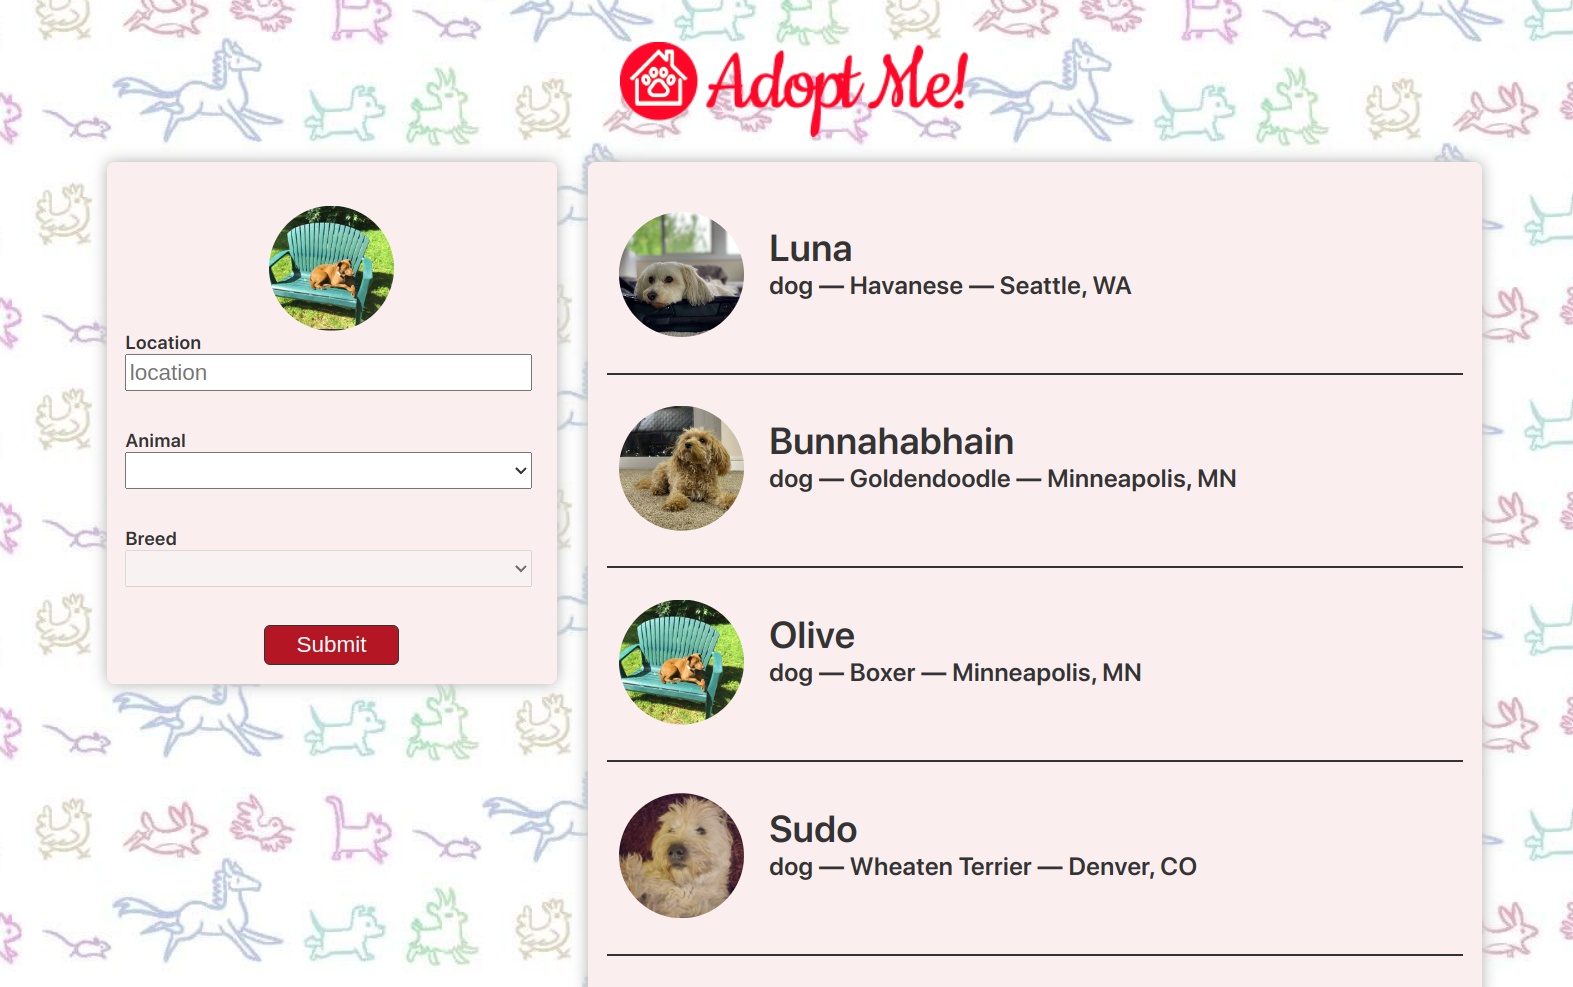 Adopt Me!
Location
location
Animal
Breed
Submit
Luna
dog — Havanese — Seattle, WA
Bunnahabhain
dog — Goldendoodle — Minneapolis, MN
Olive
dog — Boxer — Minneapolis, MN
Sudo
dog — Wheaten Terrier — Denver, CO